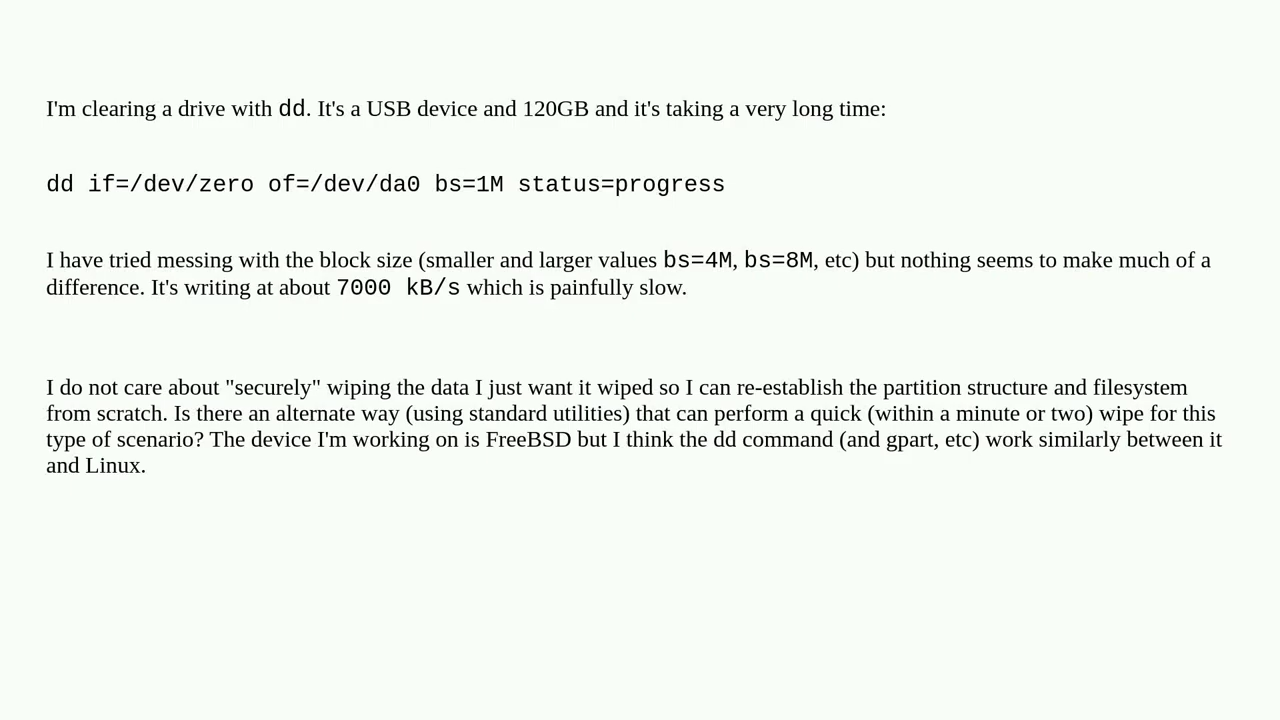 I'm clearing a drive with dd. It's a USB device and 120GB and it's taking a very long time:
dd if=/dev/zero of=/dev/da0 bs=1M status=progress
I have tried messing with the block size (smaller and larger values bs=4M, bs=8M, etc) but nothing seems to make much of a
difference. It's writing at about 7000 kB/s which is painfully slow.
I do not care about "securely" wiping the data I just want it wiped so I can re-establish the partition structure and filesystem
from scratch. Is there an alternate way (using standard utilities) that can perform a quick (within a minute or two) wipe for this
type of scenario? The device I'm working on is FreeBSD but I think the dd command (and gpart, etc) work similarly between it
and Linux.